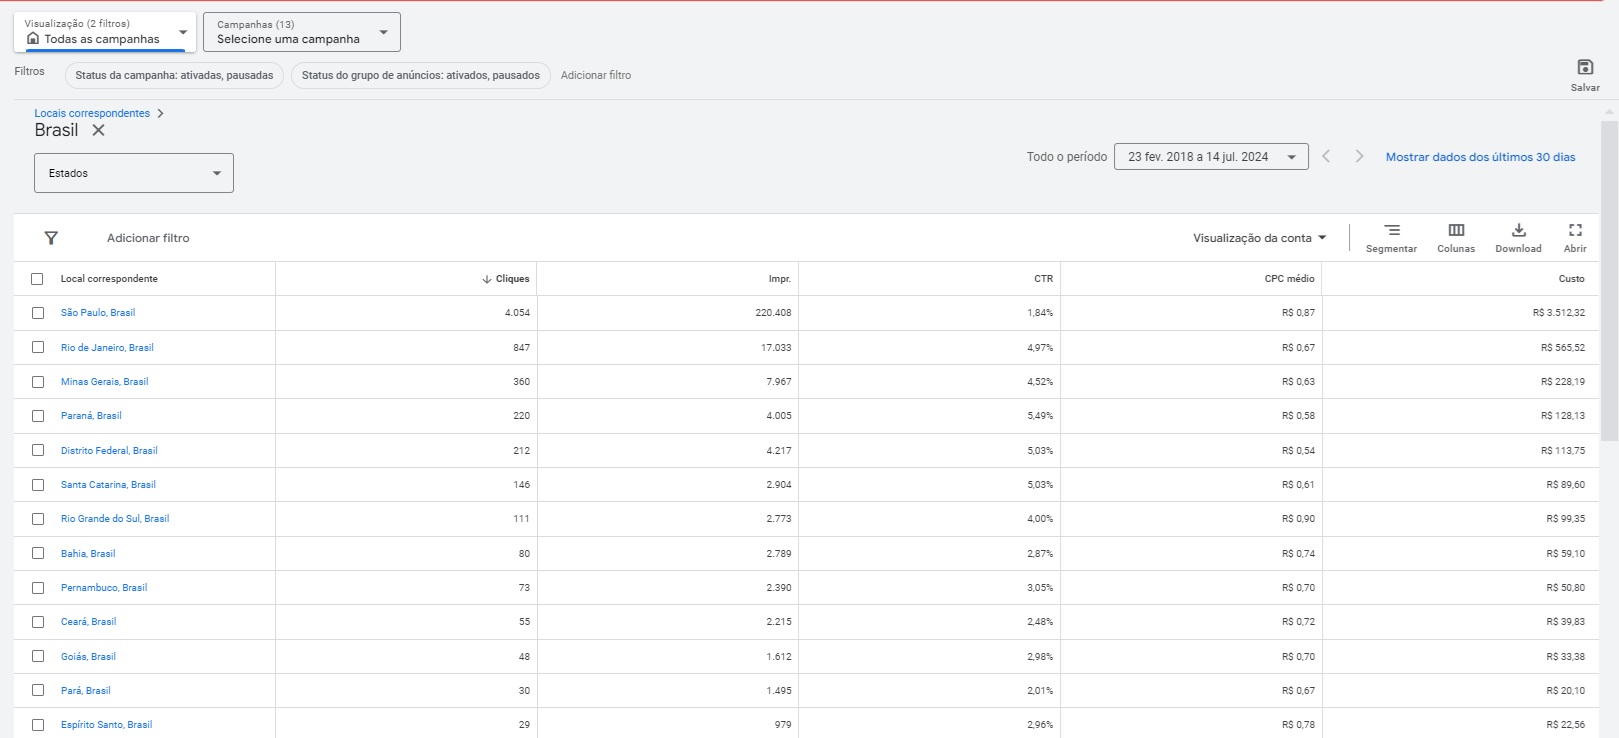 Visualização (2 filtros)
Todas as campanhas
Campanhas (13)
Selecione uma campanha
Filtros
Status da campanha: ativadas, pausadas
Status do grupo de anúncios: ativados, pausados
Adicionar filtro
Salvar
Locais correspondentes
Brasil
Estados
Todo o período
23 fev. 2018 a 14 jul. 2024
Mostrar dados dos últimos 30 dias
Adicionar filtro
Visualização da conta
Segmentar
Colunas
Download
Abrir
Local correspondente Cliques Impr. CTR CPC médio Custo
São Paulo, Brasil 4.054 220.408 1,84% R$ 0,87 R$ 3.512,32
Rio de Janeiro, Brasil 847 17.033 4,97% R$ 0,67 R$ 565,52
Minas Gerais, Brasil 360 7.967 4,52% R$ 0,63 R$ 228,19
Paraná, Brasil 220 4.005 5,49% R$ 0,58 R$ 128,13
Distrito Federal, Brasil 212 4.217 5,03% R$ 0,54 R$ 113,75
Santa Catarina, Brasil 146 2.904 5,03% R$ 0,61 R$ 89,60
Rio Grande do Sul, Brasil 111 2.773 4,00% R$ 0,90 R$ 99,35
Bahia, Brasil 80 2.789 2,87% R$ 0,74 R$ 59,10
Pernambuco, Brasil 73 2.390 3,05% R$ 0,70 R$ 50,80
Ceará, Brasil 55 2.215 2,48% R$ 0,72 R$ 39,83
Goiás, Brasil 48 1.612 2,98% R$ 0,70 R$ 33,38
Pará, Brasil 30 1.495 2,01% R$ 0,67 R$ 20,10
Espírito Santo, Brasil 29 979 2,96% R$ 0,78 R$ 22,56